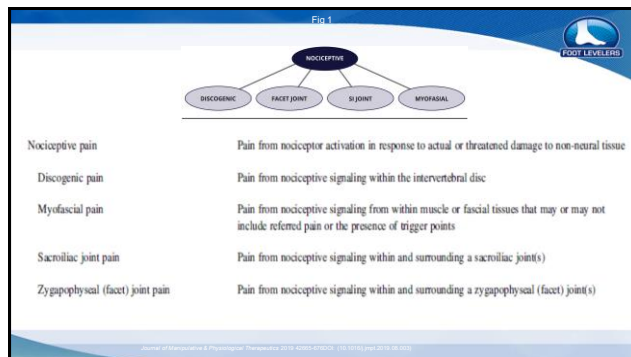 Fig 1
FOOT LEVELERS
NOCICEPTIVE
DISCOGENIC
FACET JOINT
SI JOINT
MYOFASIAL
Nociceptive pain
Pain from nociceptor activation in response to actual or threatened damage to non-neural tissue
Discogenic pain
Pain from nociceptive signaling within the intervertebral disc
Myofascial pain
Pain from nociceptive signaling from within muscle or fascial tissues that may or may not
include referred pain or the presence of trigger points
Sacroiliac joint pain
Pain from nociceptive signaling within and surrounding a sacroiliac joint(s)
Zygapophyseal (facet) joint pain
Pain from nociceptive signaling within and surrounding a zygapophyseal (facet) joint(s)
Journal of Manipulative & Physiological Therapeutics